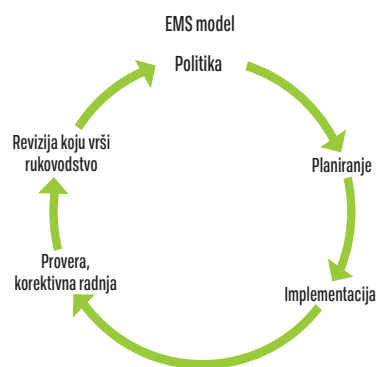 EMS model
Politika
Planiranje
Implementacija
Provera,
korektivna radnja
Revizija koju vrši
rukovodstvo